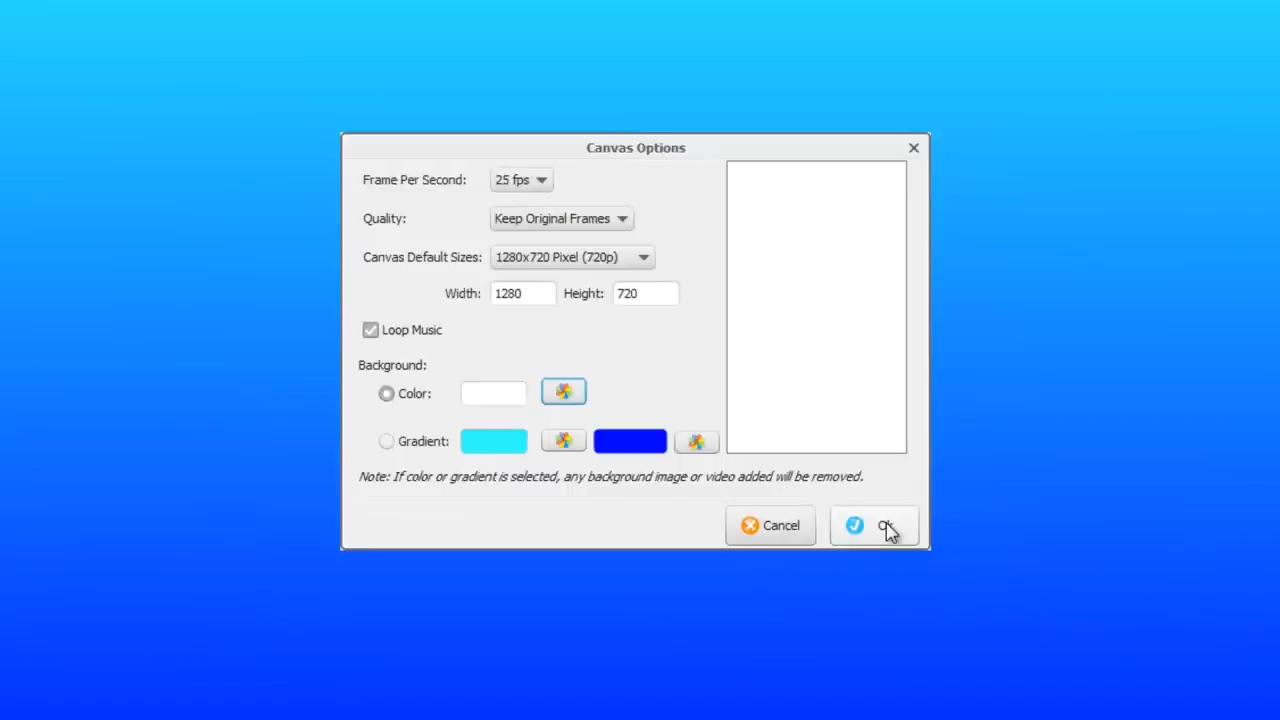 Canvas Options
Frame Per Second: 25 fps
Quality: Keep Original Frames
Canvas Default Sizes: 1280x720 Pixel (720p)
Width: 1280 Height: 720
Loop Music
Background:
Color:
Gradient:
Note: If color or gradient is selected, any background image or video added will be removed.
Cancel